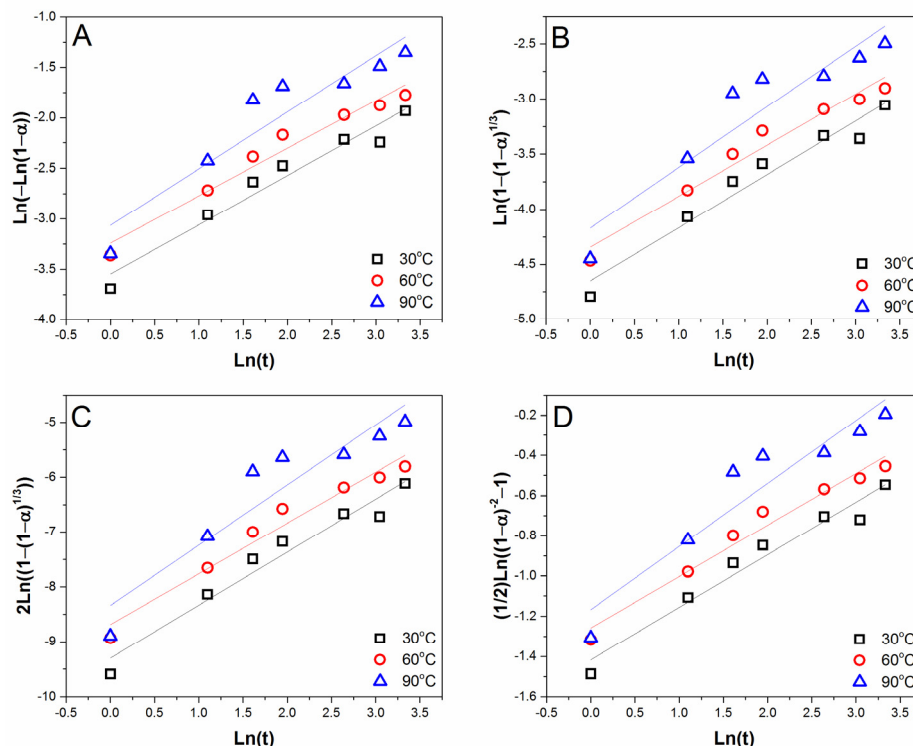 A
Ln(−Ln(1−α))
-1.0
-1.5
-2.0
-2.5
-3.0
-3.5
-4.0
30°C
60°C
90°C
-0.5 0.0 0.5 1.0 1.5 2.0 2.5 3.0 3.5
Ln(t)
B
Ln(1−(1−α)^1/3)
-2.5
-3.0
-3.5
-4.0
-4.5
-5.0
30°C
60°C
90°C
-0.5 0.0 0.5 1.0 1.5 2.0 2.5 3.0 3.5
Ln(t)
C
2Ln((1−(1−α)^1/3))
-5
-6
-7
-8
-9
-10
30°C
60°C
90°C
-0.5 0.0 0.5 1.0 1.5 2.0 2.5 3.0 3.5
Ln(t)
D
(1/2)Ln((1−α)^-2−1)
-0.2
-0.4
-0.6
-0.8
-1.0
-1.2
-1.4
-1.6
30°C
60°C
90°C
-0.5 0.0 0.5 1.0 1.5 2.0 2.5 3.0 3.5
Ln(t)